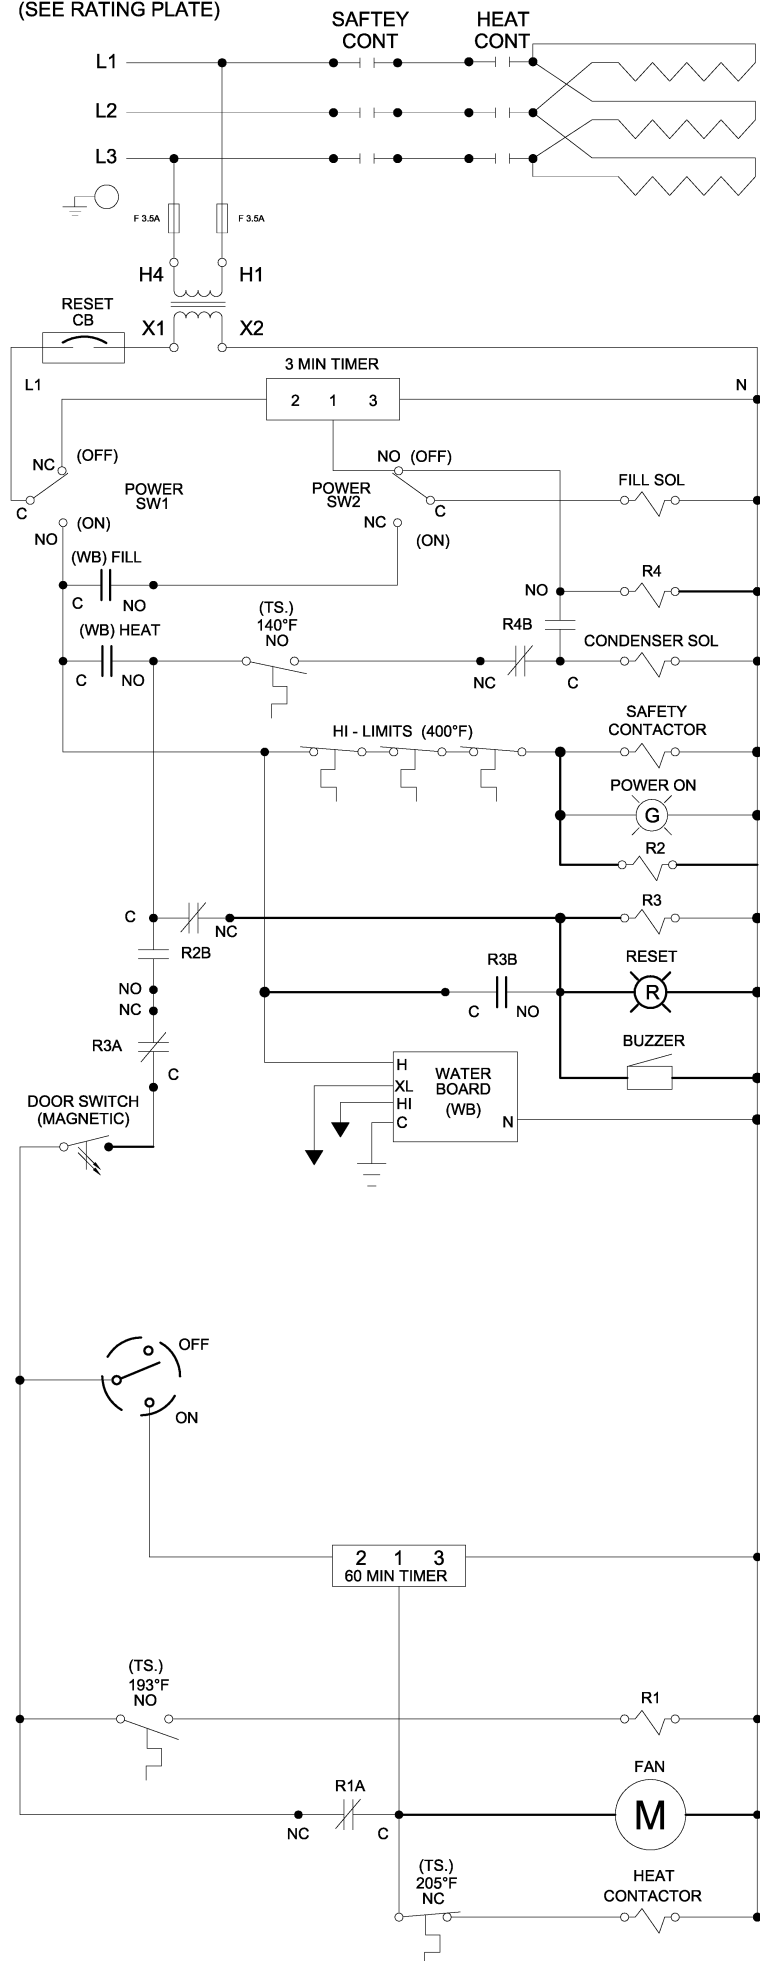 (SEE RATING PLATE)
SAFTEY CONT
HEAT CONT
L1
L2
L3
F 3.5A
F 3.5A
H4
H1
RESET CB
X1
X2
3 MIN TIMER
L1
N
2 1 3
(OFF)
NC
NO (OFF)
POWER SW1
POWER SW2
FILL SOL
C
C
(ON)
NO
NC
(ON)
(WB) FILL
C
NO
R4
NO
(TS.) 140°F NO
R4B
(WB) HEAT
CONDENSER SOL
C
NO
NC
C
SAFETY CONTACTOR
HI - LIMITS (400°F)
POWER ON
G
R2
R3
C
NC
R2B
RESET
R3B
NO
R
C
NO
NC
R3A
BUZZER
C
H
XL
HI
C
WATER BOARD (WB)
N
DOOR SWITCH (MAGNETIC)
OFF
ON
2 1 3
60 MIN TIMER
(TS.) 193°F NO
R1
FAN
R1A
M
NC
C
(TS.) 205°F NC
HEAT CONTACTOR